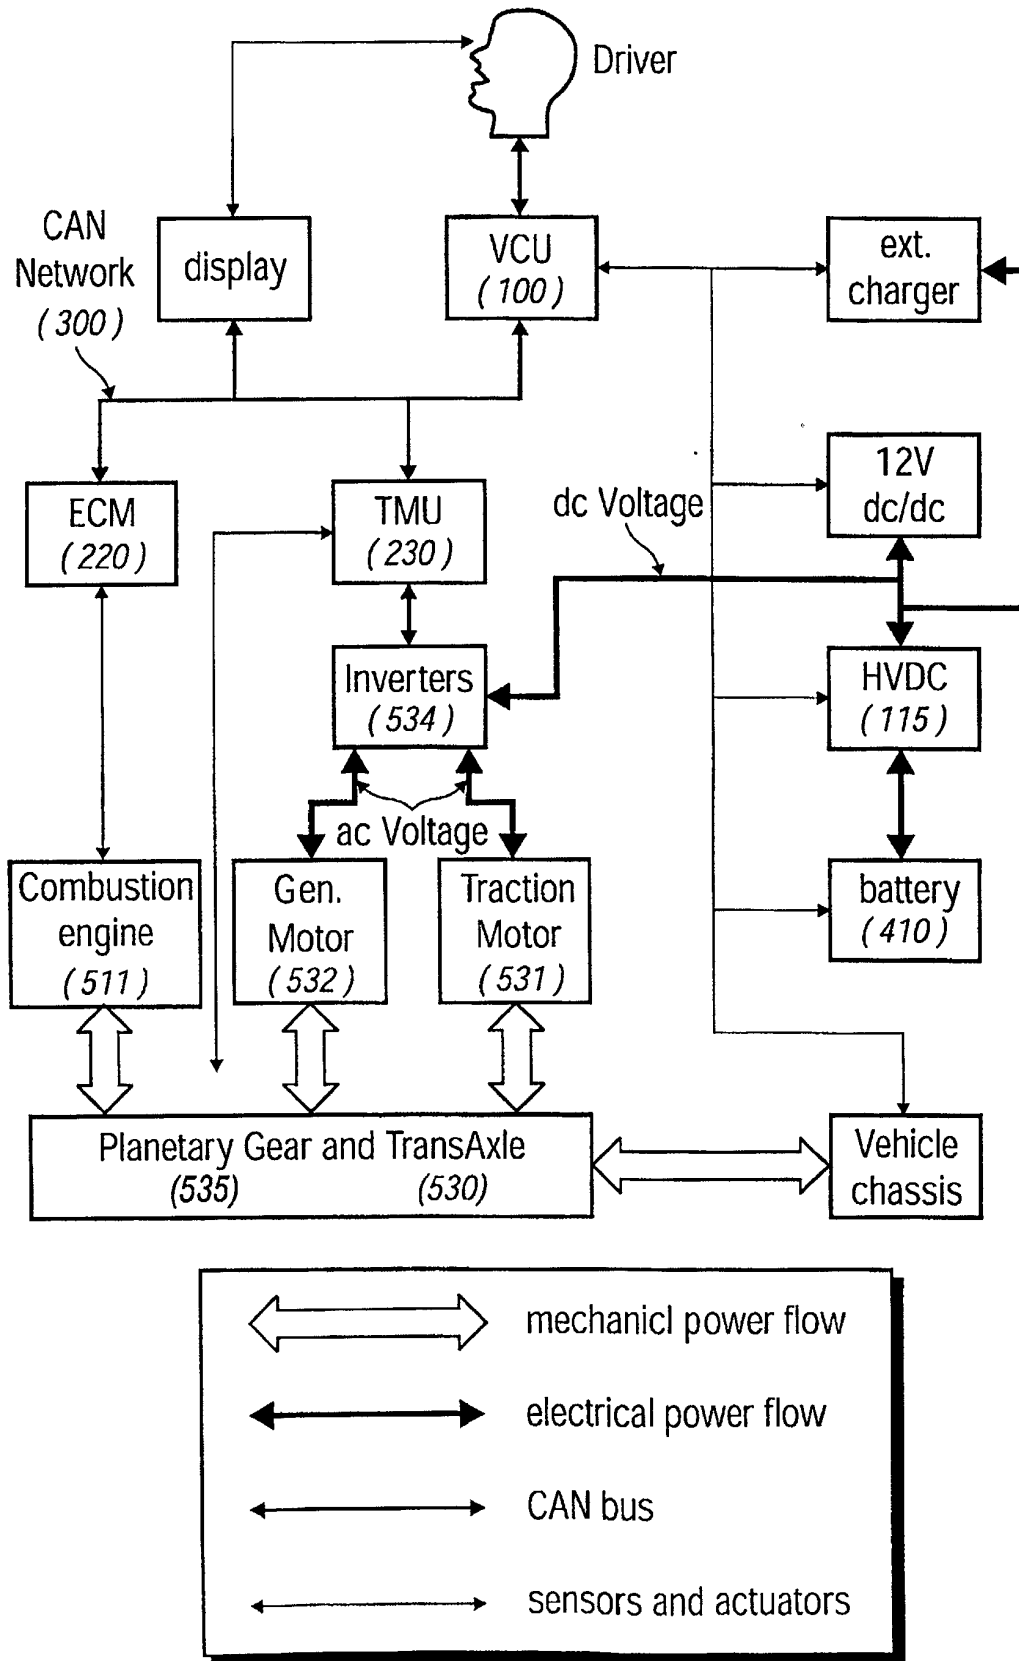 Driver
CAN
Network
(300)
display
VCU
(100)
ext.
charger
ECM
(220)
TMU
(230)
dc Voltage
12V
dc/dc
Inverters
(534)
HVDC
(115)
ac Voltage
Combustion
engine
(511)
Gen.
Motor
(532)
Traction
Motor
(531)
battery
(410)
Planetary Gear and TransAxle
(535) (530)
Vehicle
chassis
mechanicl power flow
electrical power flow
CAN bus
sensors and actuators